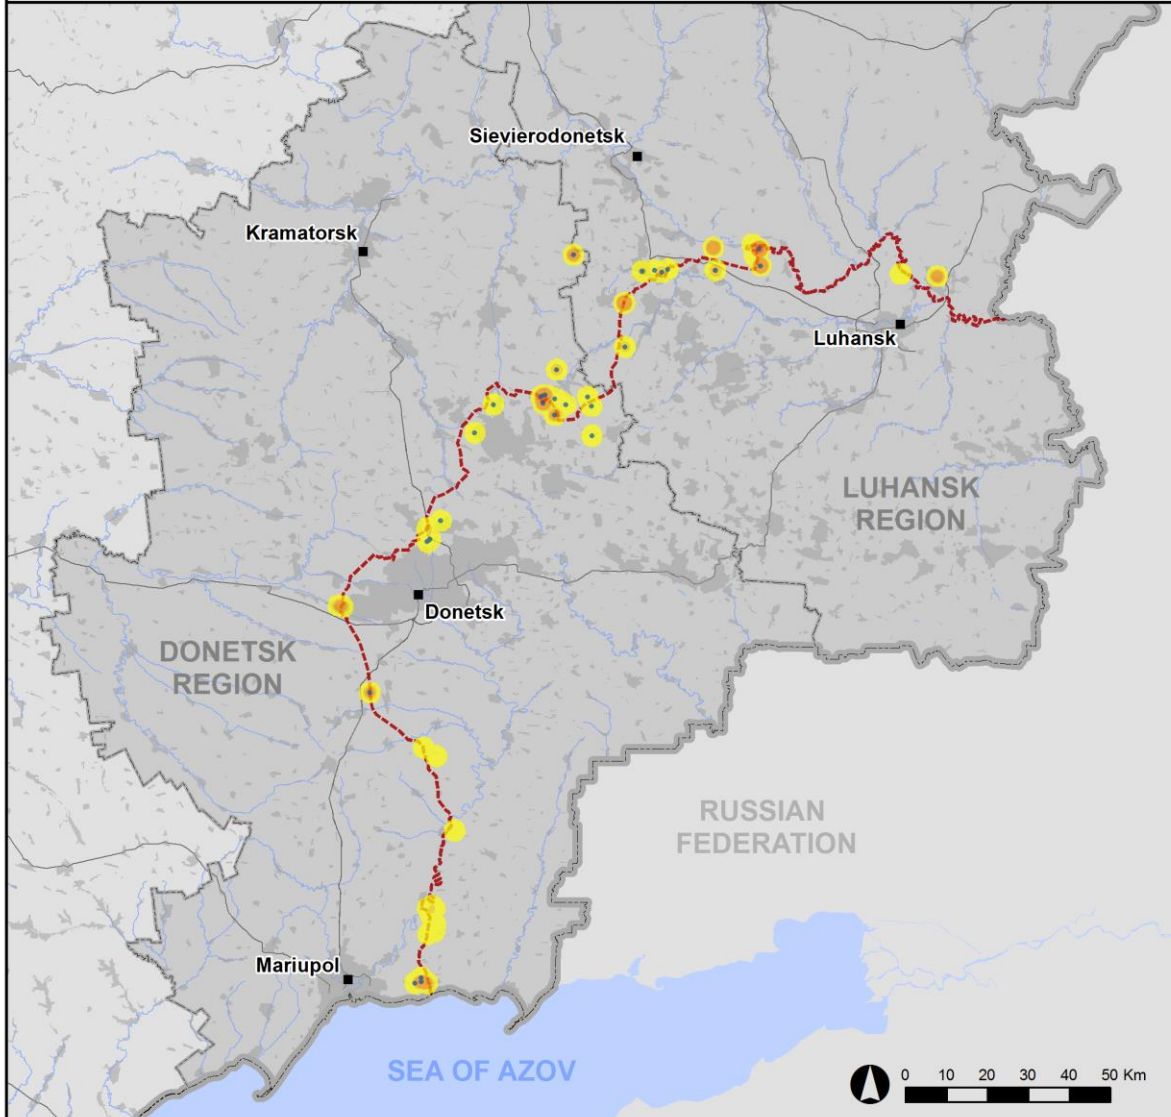 Sievierodonetsk
Kramatorsk
Luhansk
LUHANSK
REGION
Donetsk
DONETSK
REGION
RUSSIAN
FEDERATION
Mariupol
SEA OF AZOV
0 10 20 30 40 50 Km